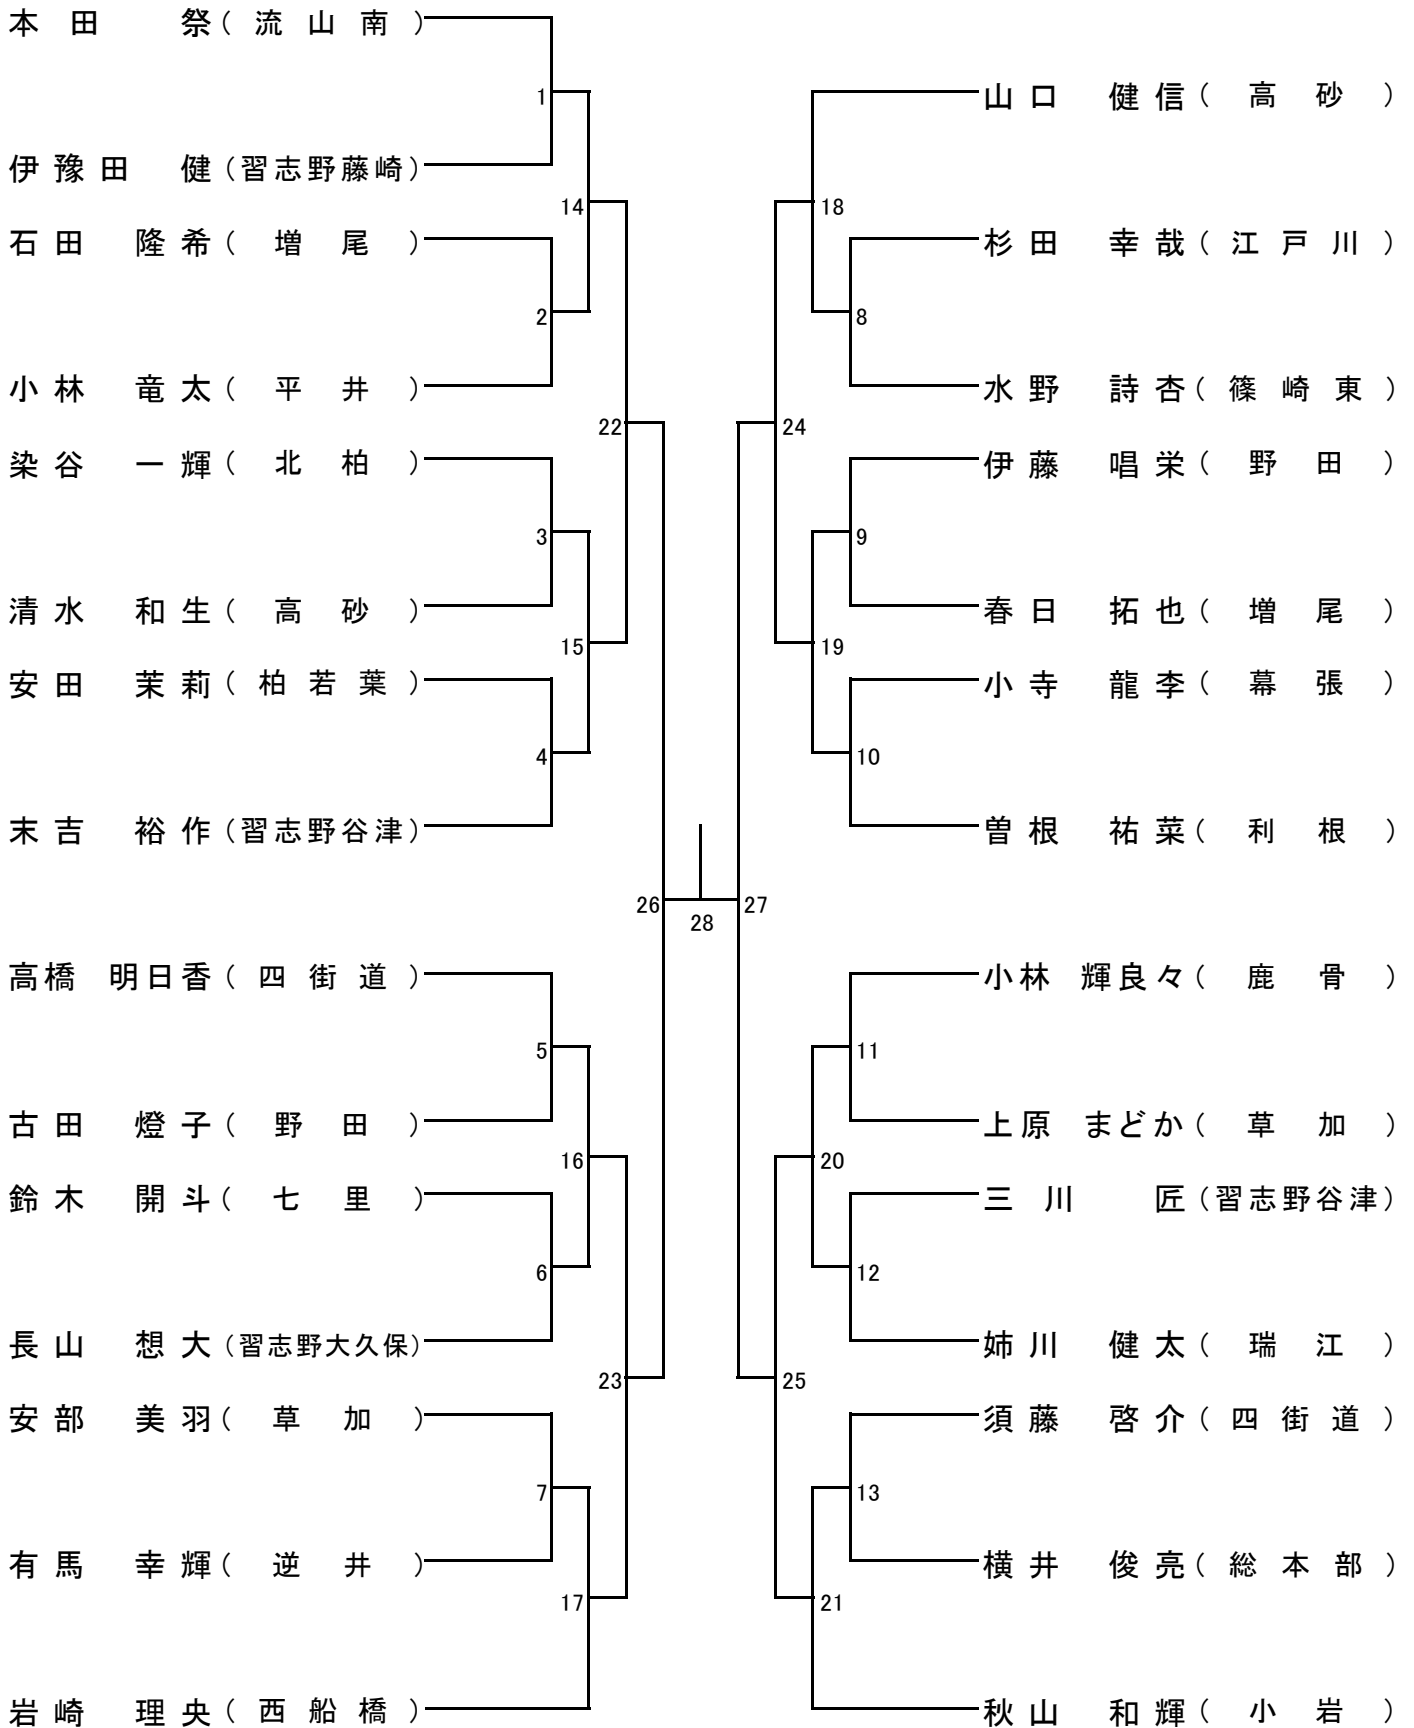 本田 祭(流山南)
1
伊豫田 健(習志野藤崎)
14
石田 隆希(増尾)
2
小林 竜太(平井)
22
染谷 一輝(北柏)
3
清水 和生(高砂)
15
安田 茉莉(柏若葉)
4
末吉 裕作(習志野谷津)
26
高橋 明日香(四街道)
5
古田 燈子(野田)
16
鈴木 開斗(七里)
6
長山 想大(習志野大久保)
23
安部 美羽(草加)
7
有馬 幸輝(逆井)
17
岩崎 理央(西船橋)
28
山口 健信(高砂)
18
杉田 幸哉(江戸川)
8
水野 詩杏(篠崎東)
24
伊藤 唱栄(野田)
9
春日 拓也(増尾)
19
小寺 龍李(幕張)
10
曽根 祐菜(利根)
27
小林 輝良々(鹿骨)
11
上原 まどか(草加)
20
三川 匠(習志野谷津)
12
姉川 健太(瑞江)
25
須藤 啓介(四街道)
13
横井 俊亮(総本部)
21
秋山 和輝(小岩)